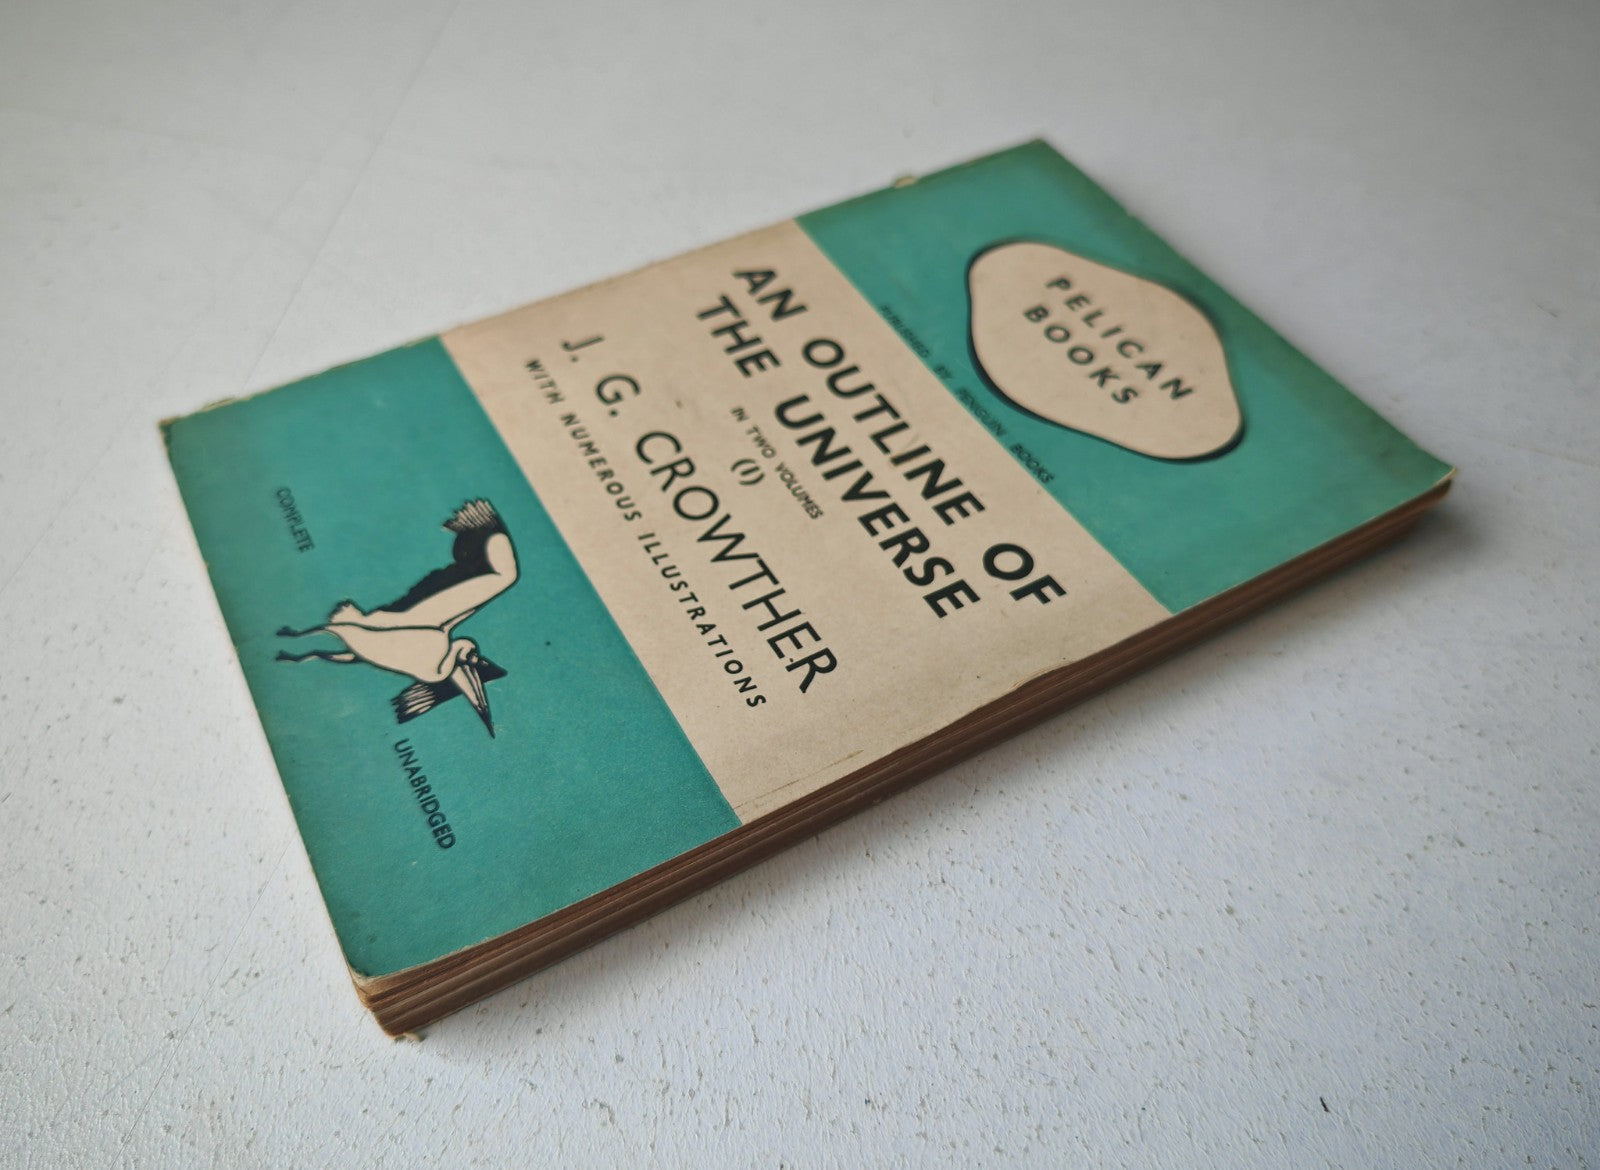 PELICAN
BOOKS
PUBLISHED BY PENGUIN BOOKS
AN OUTLINE OF
THE UNIVERSE
IN TWO VOLUMES
(1)
J. G. CROWTHER
WITH NUMEROUS ILLUSTRATIONS
COMPLETE
UNABRIDGED